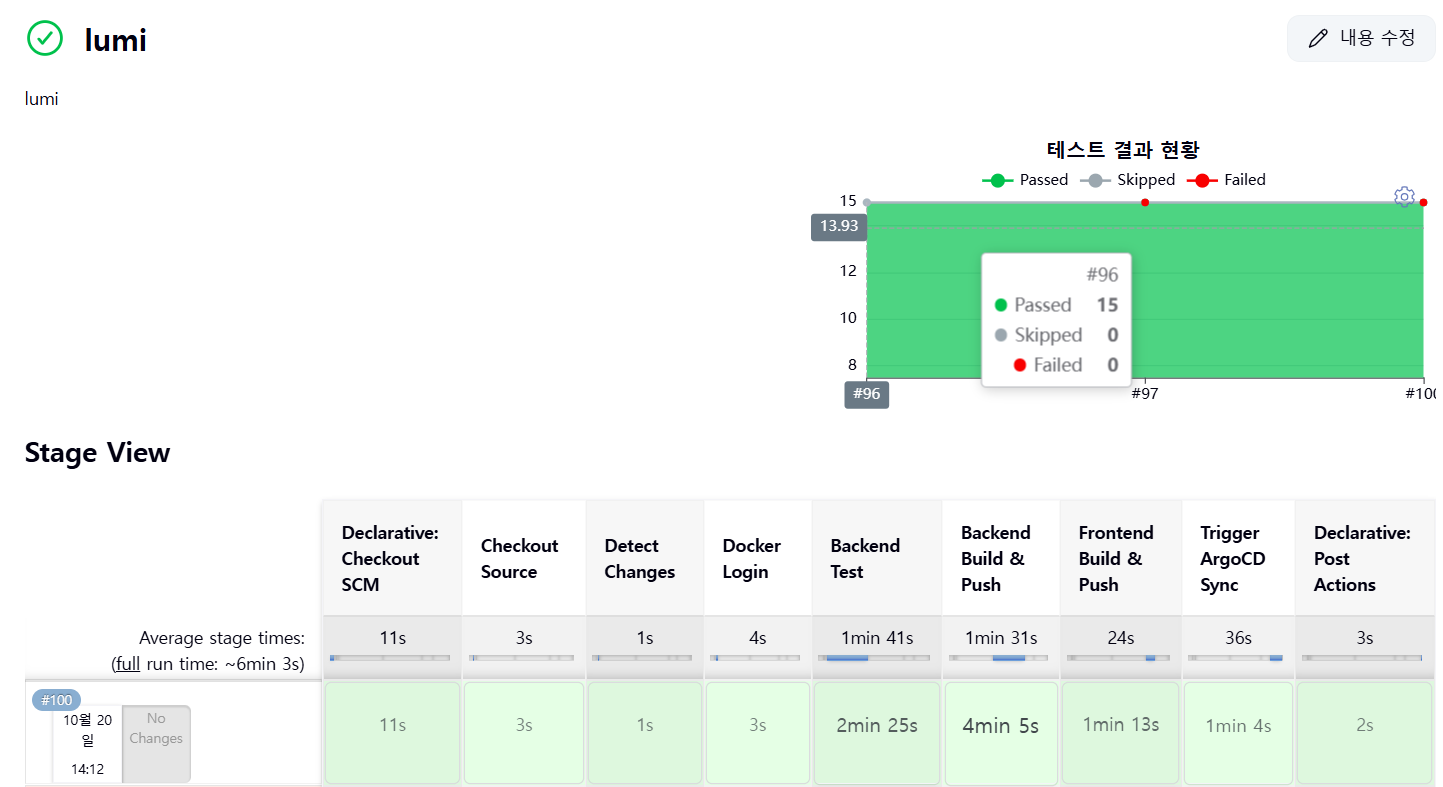 lumi
내용 수정
lumi
테스트 결과 현황
Passed
Skipped
Failed
15
13.93
12
10
8
#96
Passed 15
Skipped 0
Failed 0
#96
#97
#100
Stage View
Declarative:
Checkout
SCM
Checkout
Source
Detect
Changes
Docker
Login
Backend
Test
Backend
Build &
Push
Frontend
Build &
Push
Trigger
ArgoCD
Sync
Declarative:
Post
Actions
Average stage times:
(full run time: ~6min 3s)
11s
3s
1s
4s
1min 41s
1min 31s
24s
36s
3s
#100
10월 20
일
14:12
No
Changes
11s
3s
1s
3s
2min 25s
4min 5s
1min 13s
1min 4s
2s